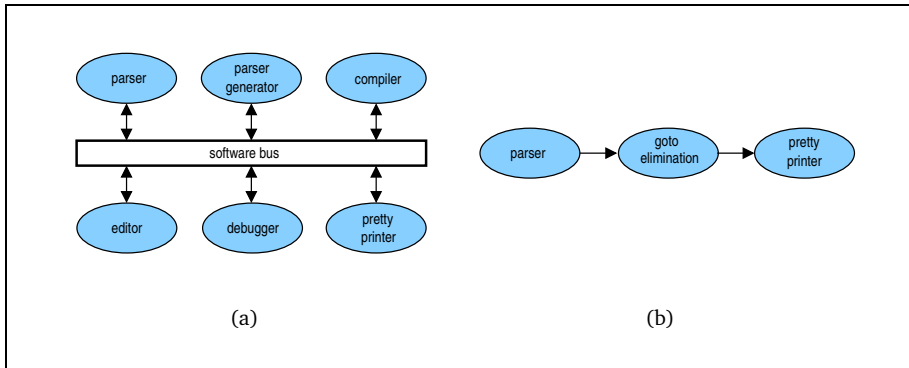 parser
parser
generator
compiler
software bus
editor
debugger
pretty
printer
(a)
parser
goto
elimination
pretty
printer
(b)